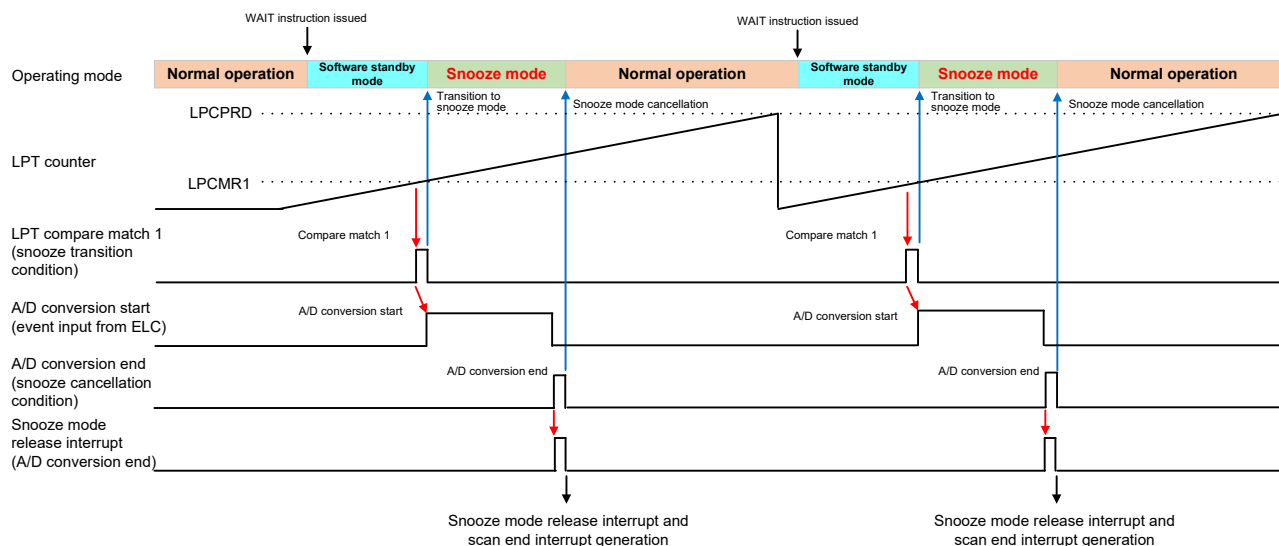 WAIT instruction issued
WAIT instruction issued
Operating mode
Normal operation
Software standby
mode
Snooze mode
Normal operation
Software standby
mode
Snooze mode
Normal operation
Transition to
snooze mode
Snooze mode cancellation
Transition to
snooze mode
Snooze mode cancellation
LPCPRD
LPT counter
LPCMR1
LPT compare match 1
(snooze transition
condition)
Compare match 1
Compare match 1
A/D conversion start
(event input from ELC)
A/D conversion start
A/D conversion start
A/D conversion end
(snooze cancellation
condition)
A/D conversion end
A/D conversion end
Snooze mode
release interrupt
(A/D conversion end)
Snooze mode release interrupt and
scan end interrupt generation
Snooze mode release interrupt and
scan end interrupt generation